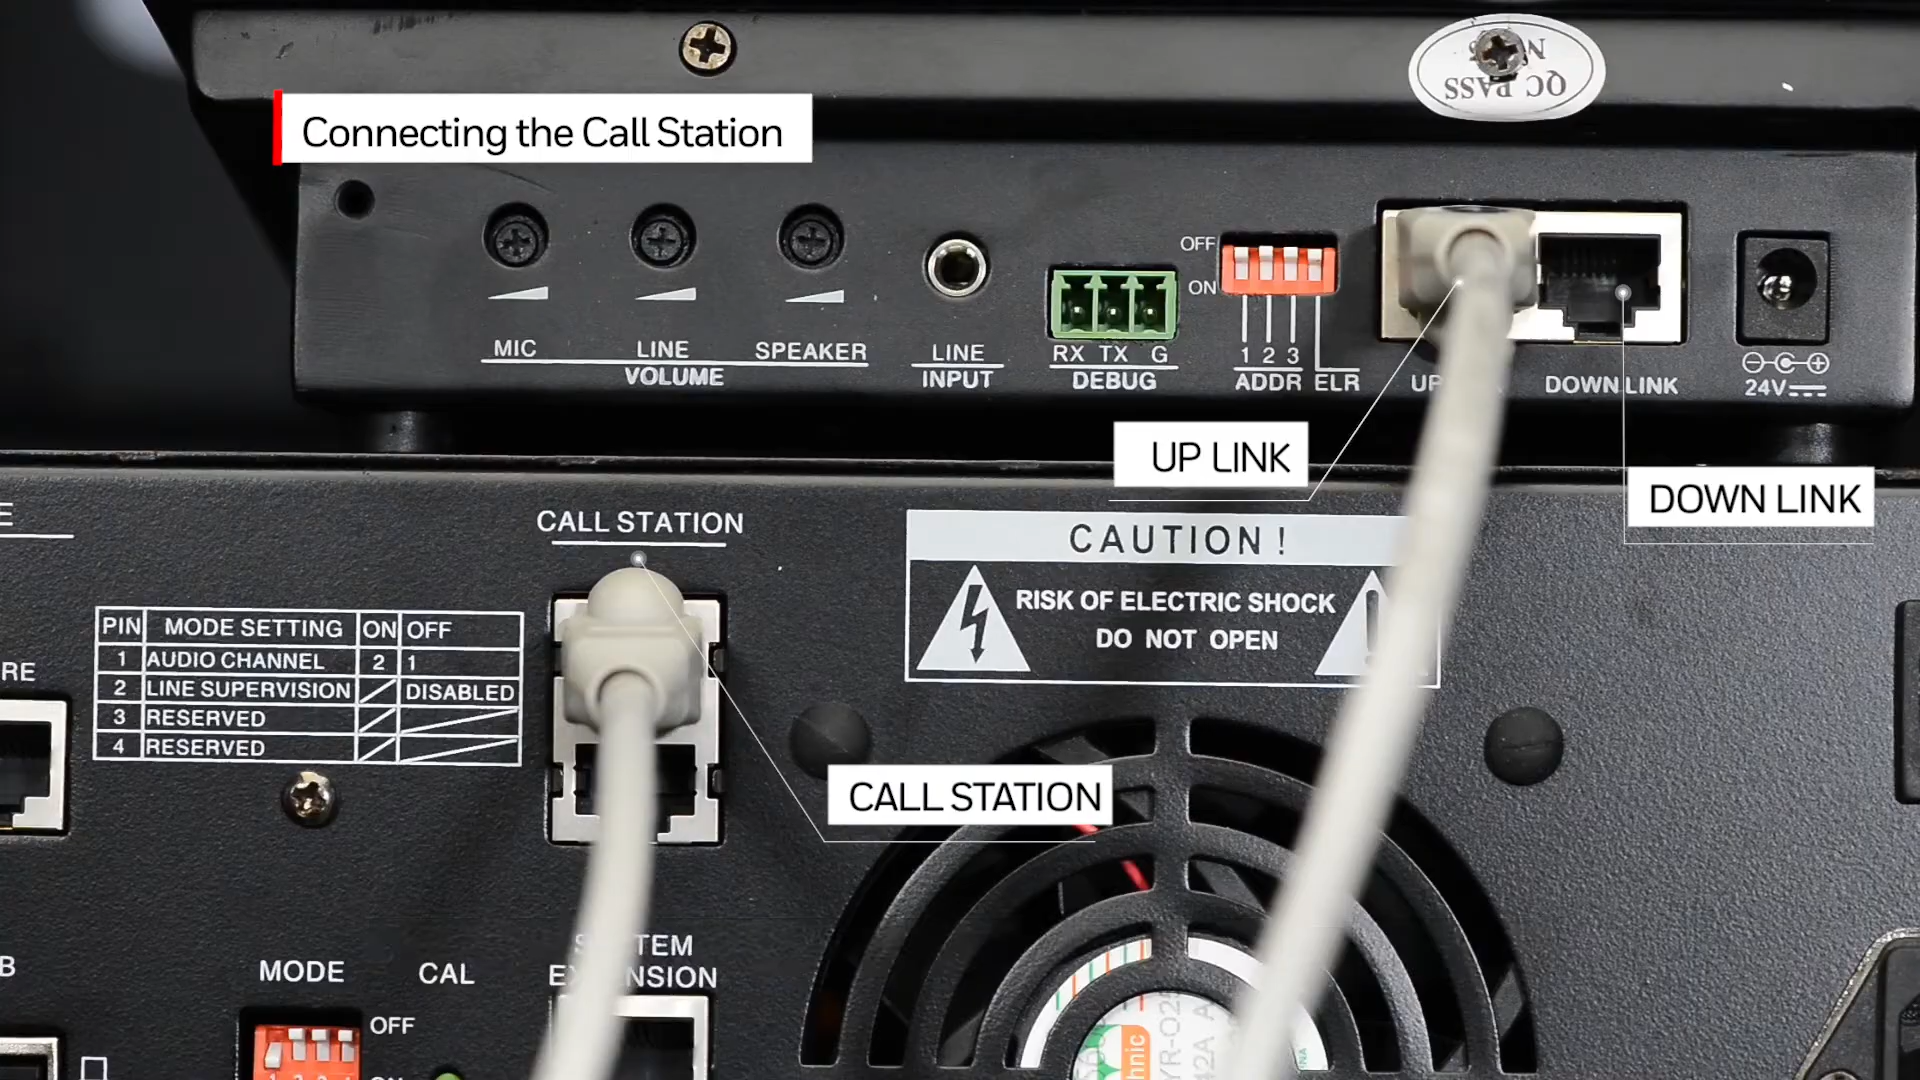 QC PASS
Connecting the Call Station
OFF
ON
MIC
LINE
SPEAKER
VOLUME
LINE
INPUT
RX TX G
DEBUG
1 2 3
ADDR
ELR
DOWN LINK
24V
UP LINK
DOWN LINK
CALL STATION
CAUTION !
RISK OF ELECTRIC SHOCK
DO NOT OPEN
PIN MODE SETTING ON OFF
1 AUDIO CHANNEL 2 1
2 LINE SUPERVISION DISABLED
3 RESERVED
4 RESERVED
CALL STATION
MODE
CAL
OFF